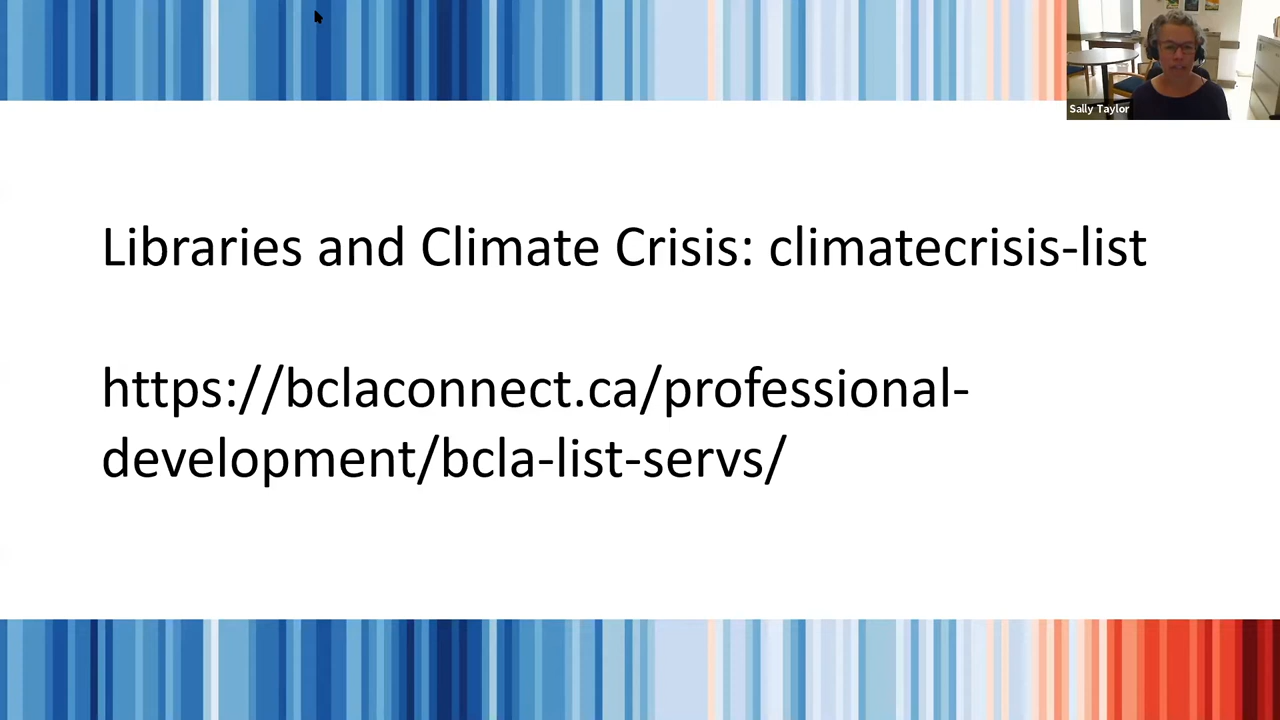 Sally Taylor
Libraries and Climate Crisis: climatecrisis-list
https://bclaconnect.ca/professional-
development/bcla-list-servs/